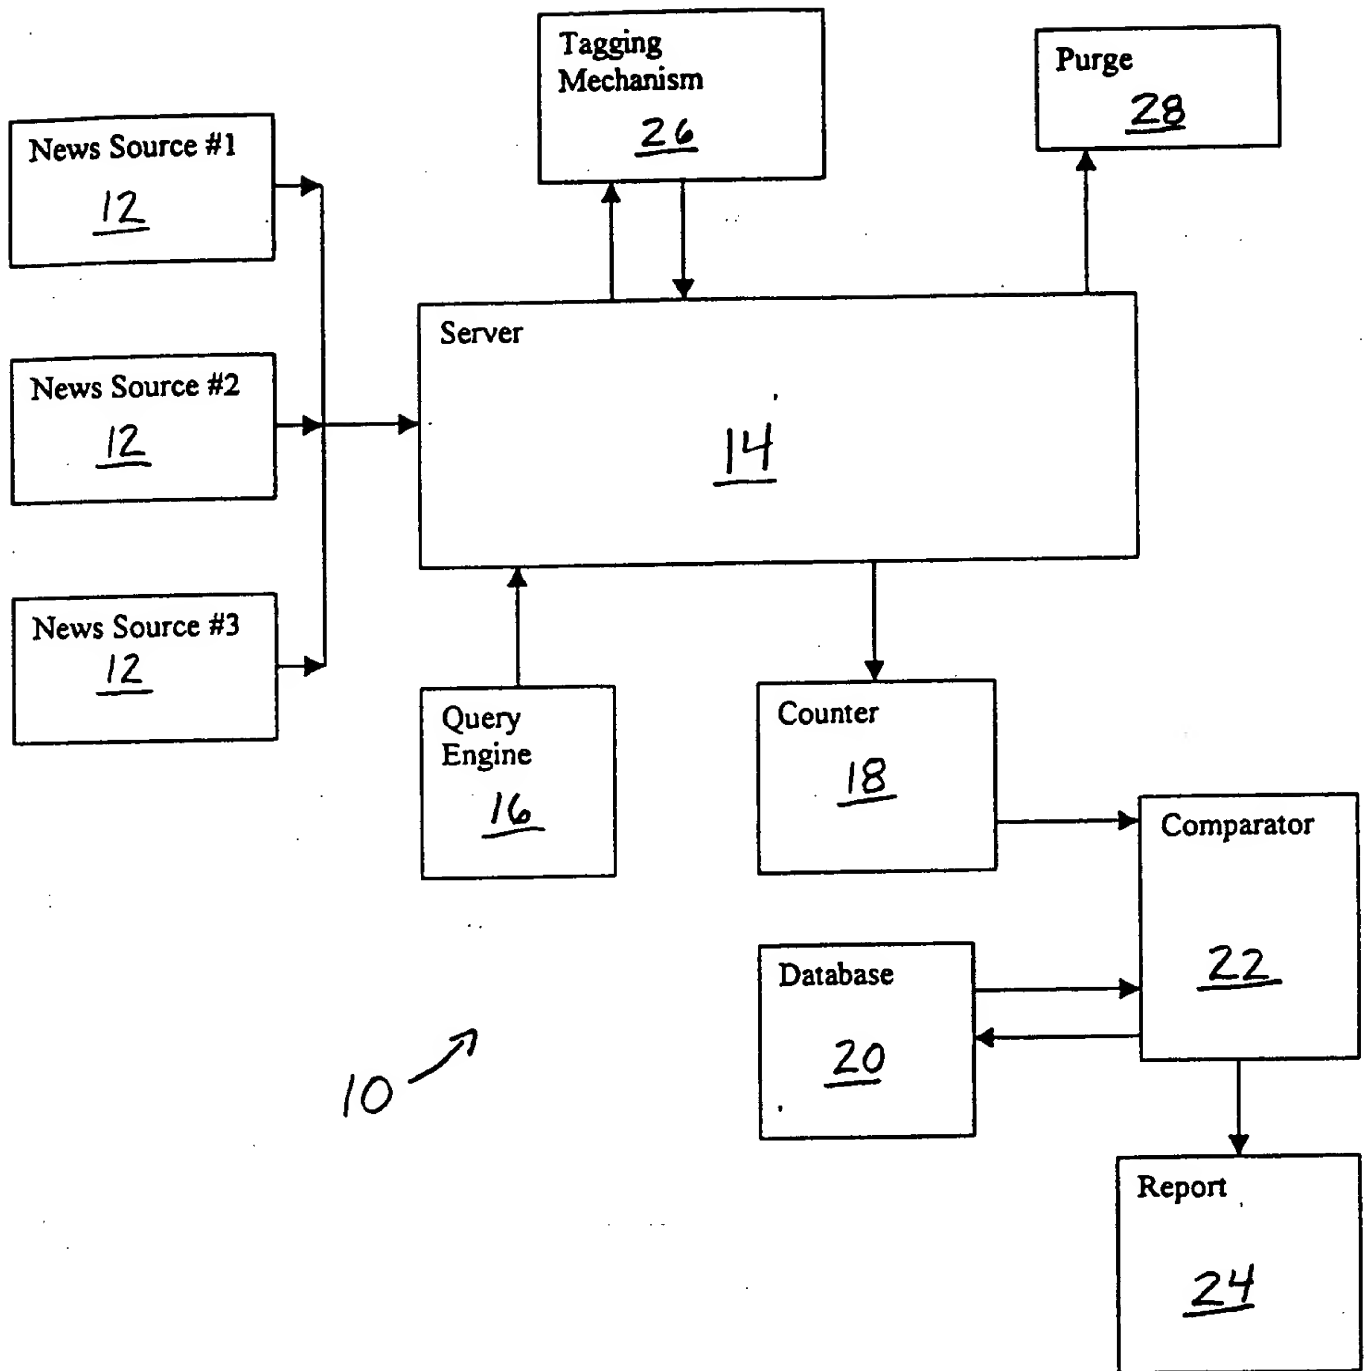 Tagging
Mechanism
26
Purge
28
News Source #1
12
Server
14
News Source #2
12
News Source #3
12
Query
Engine
16
Counter
18
Comparator
22
Database
20
10
Report
24